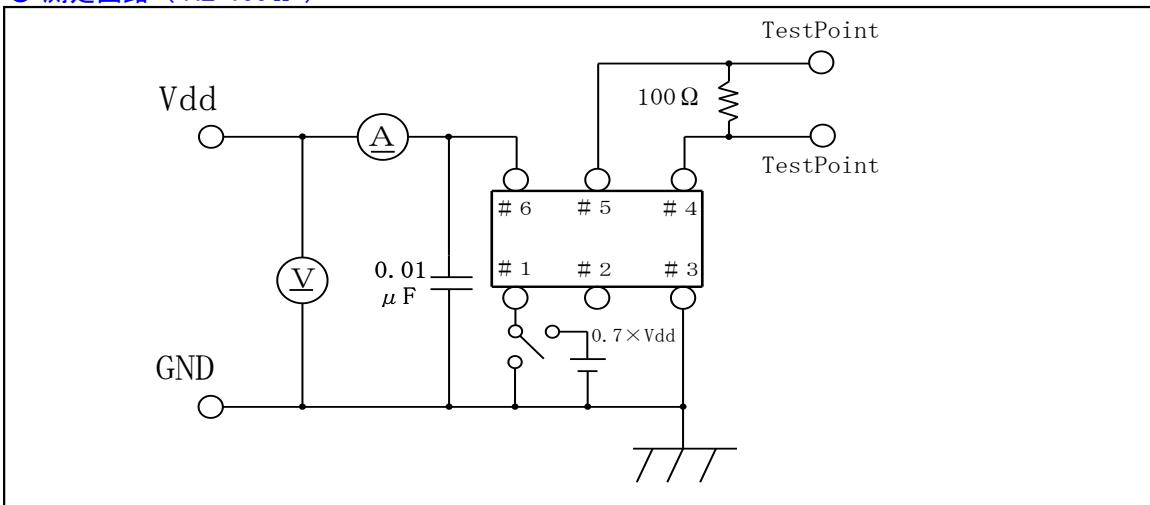 TestPoint
100Ω
Vdd
A
TestPoint
#6 #5 #4
V
0.01
μF
#1 #2 #3
0.7×Vdd
GND